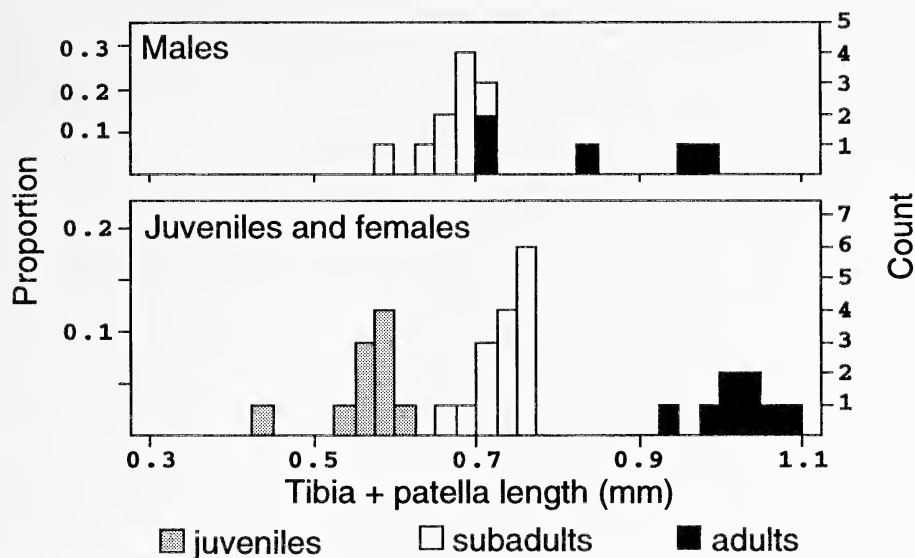 Males
0.3
0.2
0.1
5
4
3
2
1
Proportion
Count
Juveniles and females
0.2
0.1
7
6
5
4
3
2
1
0.3 0.5 0.7 0.9 1.1
Tibia + patella length (mm)
juveniles subadults adults